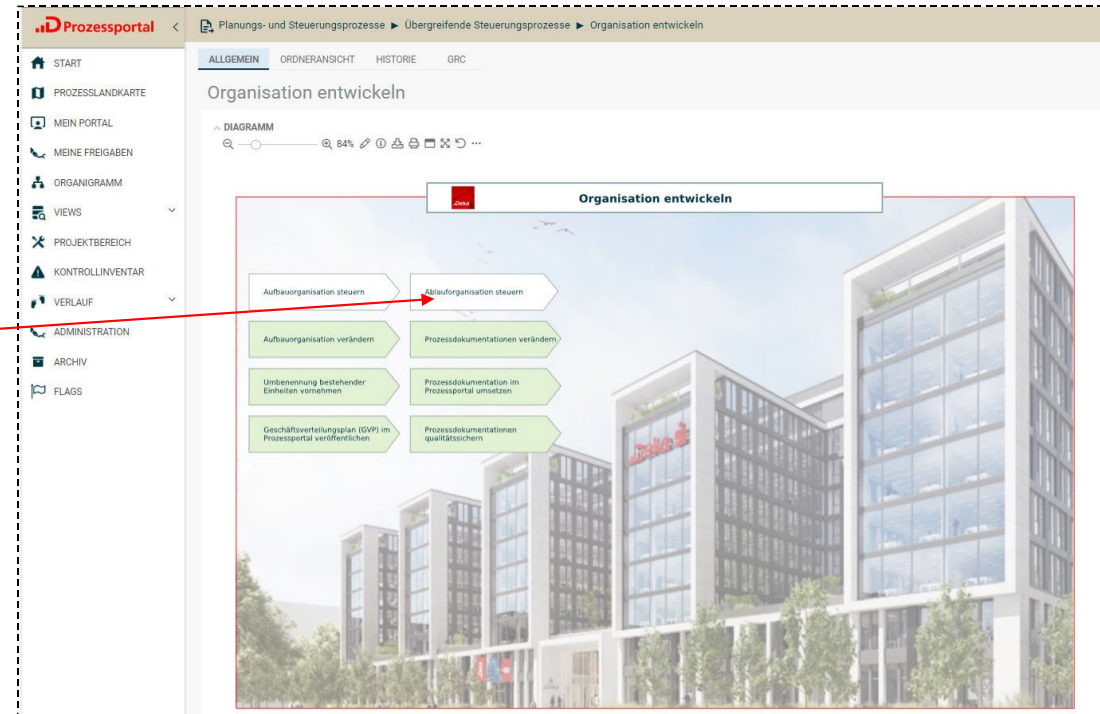 Prozessportal
Planungs- und Steuerungsprozesse ► Übergreifende Steuerungsprozesse ► Organisation entwickeln
START
PROZESSLANDKARTE
MEIN PORTAL
MEINE FREIGABEN
ORGANIGRAMM
VIEWS
PROJEKTBEREICH
KONTROLLINVENTAR
VERLAUF
ADMINISTRATION
ARCHIV
FLAGS
ALLGEMEIN ORDNERANSICHT HISTORIE GRC
Organisation entwickeln
DIAGRAMM
84%
Deka Organisation entwickeln
Aufbauorganisation steuern
Ablauforganisation steuern
Aufbauorganisation verändern
Prozessdokumentationen verändern
Umbenennung bestehender
Einheiten vornehmen
Prozessdokumentation im
Prozessportal umsetzen
Geschäftsverteilungsplan (GVP) im
Prozessportal veröffentlichen
Prozessdokumentationen
qualitätssichern
Deka